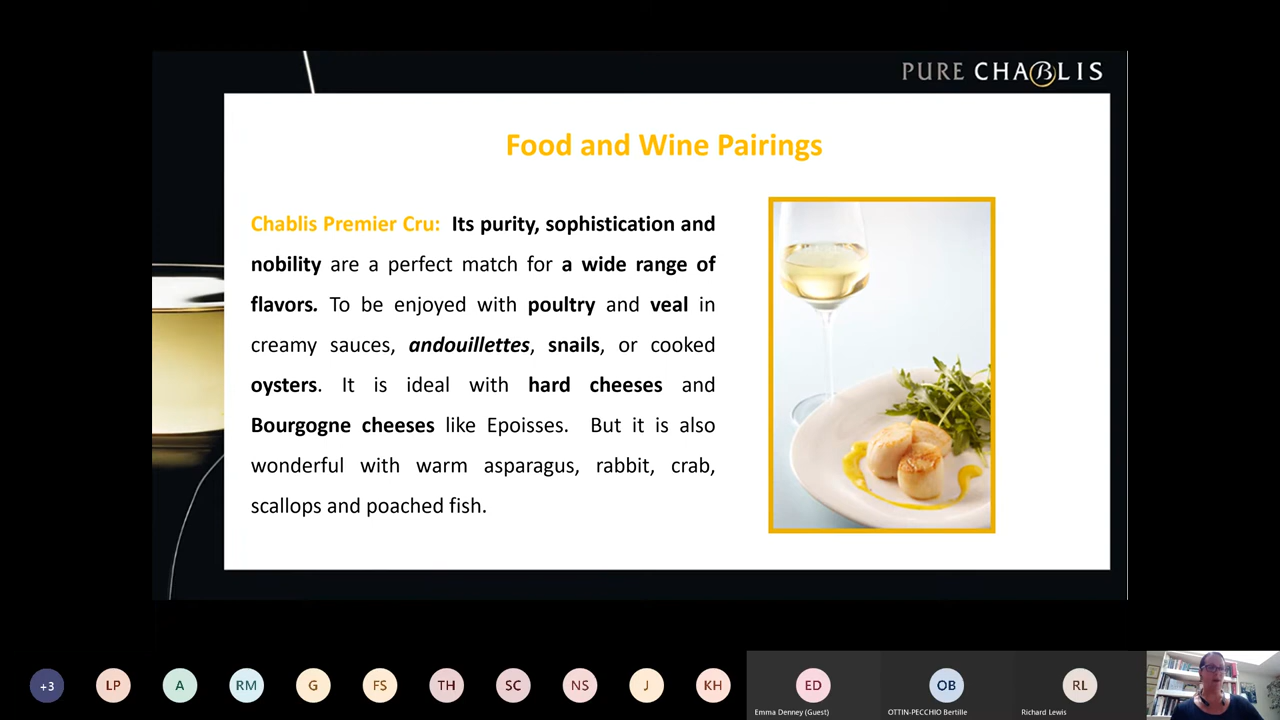 PURE CHABLIS
Food and Wine Pairings
Chablis Premier Cru: Its purity, sophistication and
nobility are a perfect match for a wide range of
flavors. To be enjoyed with poultry and veal in
creamy sauces, andouillettes, snails, or cooked
oysters. It is ideal with hard cheeses and
Bourgogne cheeses like Epoisses. But it is also
wonderful with warm asparagus, rabbit, crab,
scallops and poached fish.
+3 LP A RM G FS TH SC NS J KH ED OB RL
Emma Denney (Guest) OTTIN-PECCHIO Bertille Richard Lewis